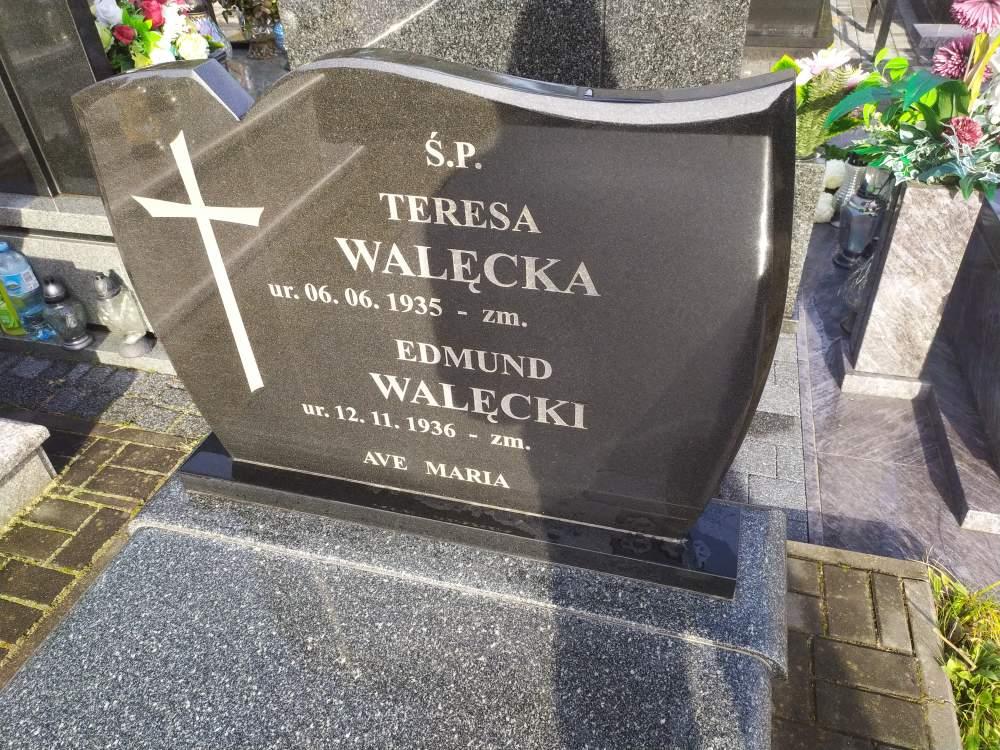 Ś.P.
TERESA
WALĘCKA
ur. 06. 06. 1935 - zm.
EDMUND
WALĘCKI
ur. 12. 11. 1936 - zm.
AVE MARIA